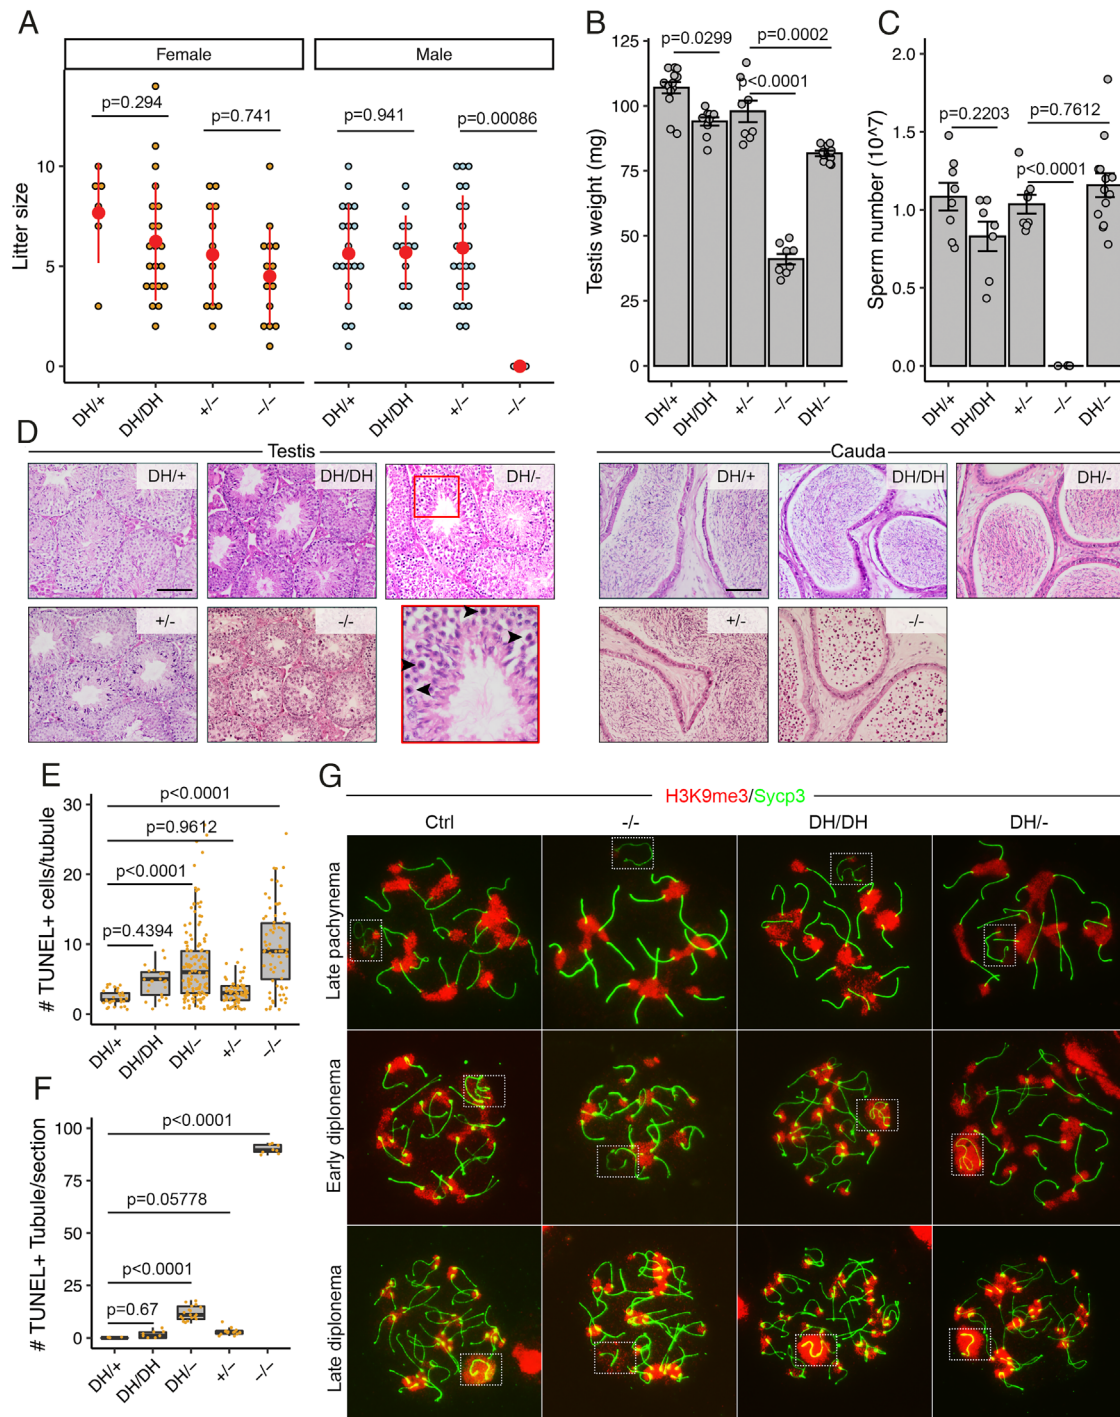 A
Female
Male
p=0.294
p=0.741
p=0.941
p=0.00086
Litter size
10
5
0
DH/+
DH/DH
+/−
−/−
DH/+
DH/DH
+/−
−/−
B
Testis weight (mg)
125
100
75
50
25
0
p=0.0299
p=0.0002
p<0.0001
DH/+
DH/DH
+/−
−/−
DH/−
C
Sperm number (10^7)
2.0
1.5
1.0
0.5
0.0
p=0.2203
p=0.7612
p<0.0001
DH/+
DH/DH
+/−
−/−
DH/−
D
Testis
DH/+
DH/DH
DH/-
+/-
-/-
Cauda
DH/+
DH/DH
DH/-
+/-
-/-
E
# TUNEL+ cells/tubule
30
20
10
0
p<0.0001
p=0.9612
p<0.0001
p=0.4394
DH/+
DH/DH
DH/−
+/−
−/−
F
# TUNEL+ Tubule/section
100
75
50
25
0
p<0.0001
p=0.05778
p<0.0001
p=0.67
DH/+
DH/DH
DH/−
+/−
−/−
G
H3K9me3/Sycp3
Ctrl
-/-
DH/DH
DH/-
Late pachynema
Early diplonema
Late diplonema